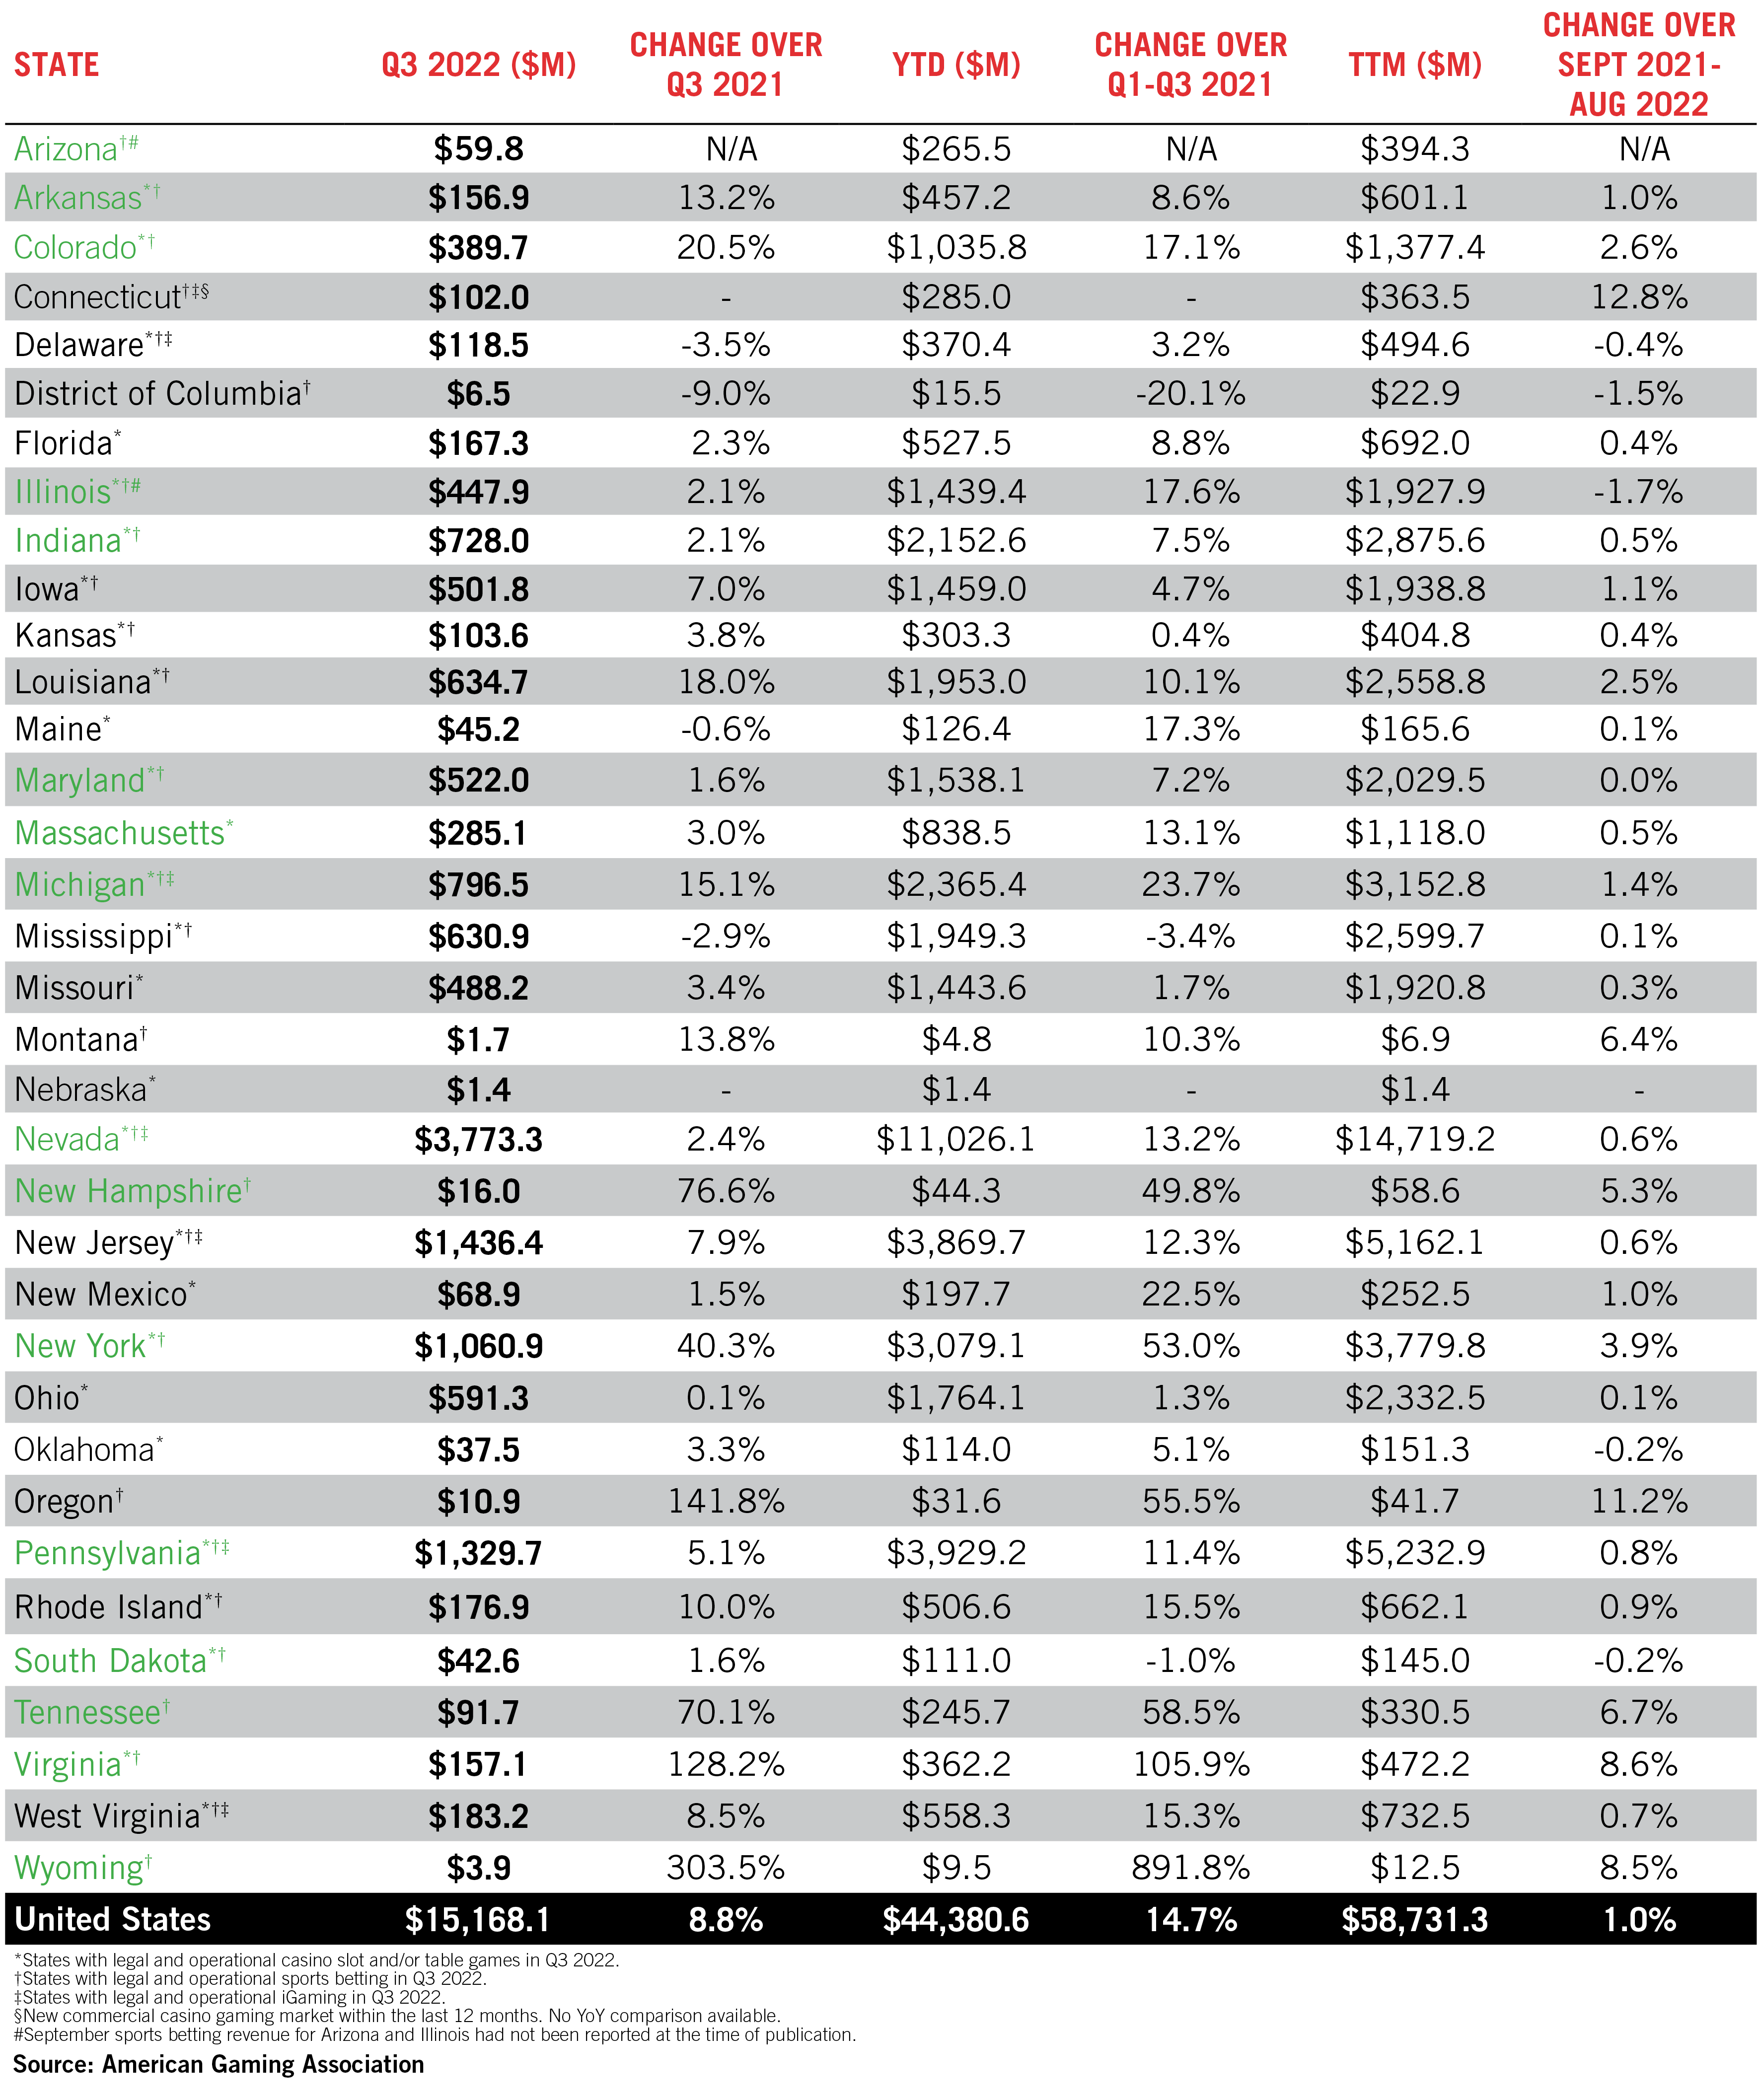 STATE Q3 2022 ($M) CHANGE OVER Q3 2021 YTD ($M) CHANGE OVER Q1-Q3 2021 TTM ($M) CHANGE OVER SEPT 2021-AUG 2022
Arizona†# $59.8 N/A $265.5 N/A $394.3 N/A
Arkansas*† $156.9 13.2% $457.2 8.6% $601.1 1.0%
Colorado*† $389.7 20.5% $1,035.8 17.1% $1,377.4 2.6%
Connecticut†‡§ $102.0 - $285.0 - $363.5 12.8%
Delaware*†‡ $118.5 -3.5% $370.4 3.2% $494.6 -0.4%
District of Columbia† $6.5 -9.0% $15.5 -20.1% $22.9 -1.5%
Florida* $167.3 2.3% $527.5 8.8% $692.0 0.4%
Illinois*†# $447.9 2.1% $1,439.4 17.6% $1,927.9 -1.7%
Indiana*† $728.0 2.1% $2,152.6 7.5% $2,875.6 0.5%
Iowa*† $501.8 7.0% $1,459.0 4.7% $1,938.8 1.1%
Kansas*† $103.6 3.8% $303.3 0.4% $404.8 0.4%
Louisiana*† $634.7 18.0% $1,953.0 10.1% $2,558.8 2.5%
Maine* $45.2 -0.6% $126.4 17.3% $165.6 0.1%
Maryland*† $522.0 1.6% $1,538.1 7.2% $2,029.5 0.0%
Massachusetts* $285.1 3.0% $838.5 13.1% $1,118.0 0.5%
Michigan*†‡ $796.5 15.1% $2,365.4 23.7% $3,152.8 1.4%
Mississippi*† $630.9 -2.9% $1,949.3 -3.4% $2,599.7 0.1%
Missouri* $488.2 3.4% $1,443.6 1.7% $1,920.8 0.3%
Montana† $1.7 13.8% $4.8 10.3% $6.9 6.4%
Nebraska* $1.4 - $1.4 - $1.4 -
Nevada*†‡ $3,773.3 2.4% $11,026.1 13.2% $14,719.2 0.6%
New Hampshire† $16.0 76.6% $44.3 49.8% $58.6 5.3%
New Jersey*†‡ $1,436.4 7.9% $3,869.7 12.3% $5,162.1 0.6%
New Mexico* $68.9 1.5% $197.7 22.5% $252.5 1.0%
New York*† $1,060.9 40.3% $3,079.1 53.0% $3,779.8 3.9%
Ohio* $591.3 0.1% $1,764.1 1.3% $2,332.5 0.1%
Oklahoma* $37.5 3.3% $114.0 5.1% $151.3 -0.2%
Oregon† $10.9 141.8% $31.6 55.5% $41.7 11.2%
Pennsylvania*†‡ $1,329.7 5.1% $3,929.2 11.4% $5,232.9 0.8%
Rhode Island*† $176.9 10.0% $506.6 15.5% $662.1 0.9%
South Dakota*† $42.6 1.6% $111.0 -1.0% $145.0 -0.2%
Tennessee† $91.7 70.1% $245.7 58.5% $330.5 6.7%
Virginia*† $157.1 128.2% $362.2 105.9% $472.2 8.6%
West Virginia*†‡ $183.2 8.5% $558.3 15.3% $732.5 0.7%
Wyoming† $3.9 303.5% $9.5 891.8% $12.5 8.5%
United States $15,168.1 8.8% $44,380.6 14.7% $58,731.3 1.0%
*States with legal and operational casino slot and/or table games in Q3 2022.
†States with legal and operational sports betting in Q3 2022.
‡States with legal and operational iGaming in Q3 2022.
§New commercial casino gaming market within the last 12 months. No YoY comparison available.
#September sports betting revenue for Arizona and Illinois had not been reported at the time of publication.
Source: American Gaming Association